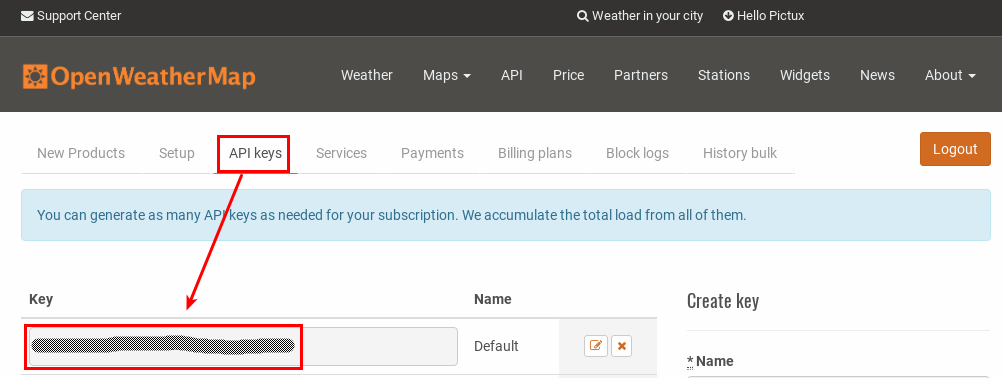 Support Center Weather in your city Hello Pictux
OpenWeatherMap Weather Maps API Price Partners Stations Widgets News About
New Products Setup API keys Services Payments Billing plans Block logs History bulk Logout
You can generate as many API keys as needed for your subscription. We accumulate the total load from all of them.
Key Name Create key
Default
* Name